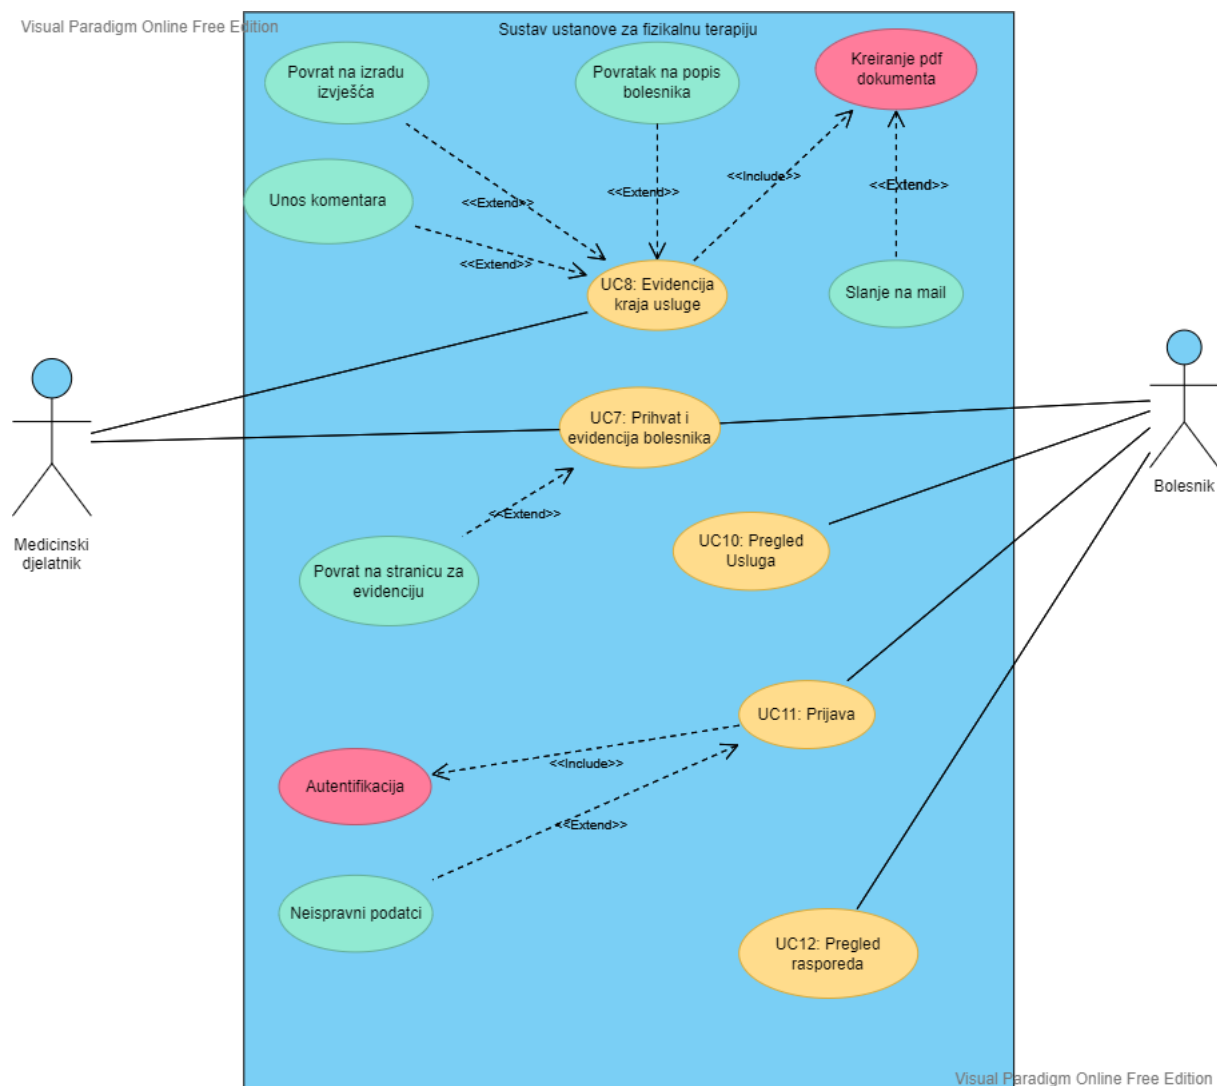 Visual Paradigm Online Free Edition
Sustav ustanove za fizikalnu terapiju
Povrat na izradu
izvješća
Povratak na popis
bolesnika
Kreiranje pdf
dokumenta
<<Include>>
<<Extend>>
<<Extend>>
Unos komentara
<<Extend>>
<<Extend>>
UC8: Evidencija
kraja usluge
Slanje na mail
UC7: Prihvat i
evidencija bolesnika
Bolesnik
<<Extend>>
Medicinski
djelatnik
UC10: Pregled
Usluga
Povrat na stranicu za
evidenciju
UC11: Prijava
<<Include>>
Autentifikacija
<<Extend>>
Neispravni podatci
UC12: Pregled
rasporeda
Visual Paradigm Online Free Edition